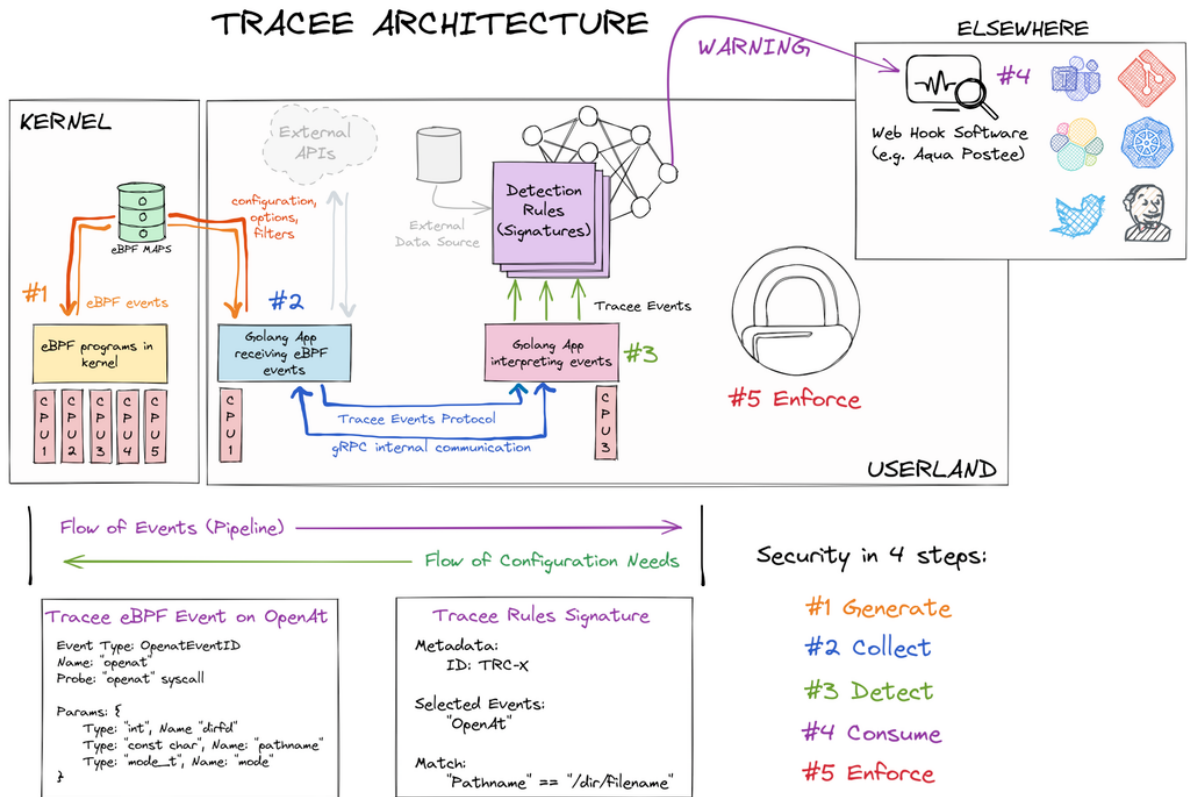 TRACEE ARCHITECTURE
WARNING
ELSEWHERE
#4
Web Hook Software
(e.g. Aqua Postee)
KERNEL
External
APIs
configuration,
options,
filters
eBPF MAPS
#1
eBPF events
#2
External
Data Source
Detection
Rules
(Signatures)
Tracee Events
eBPF programs in
kernel
Golang App
receiving eBPF
events
Golang App
interpreting events
#3
#5 Enforce
CPU1
CPU2
CPU3
CPU4
CPU5
CPU1
CPU3
Tracee Events Protocol
gRPC internal communication
USERLAND
Flow of Events (Pipeline)
Flow of Configuration Needs
Security in 4 steps:
#1 Generate
#2 Collect
#3 Detect
#4 Consume
#5 Enforce
Tracee eBPF Event on OpenAt
Event Type: OpenatEventID
Name: "openat"
Probe: "openat" syscall
Params: {
Type: "int", Name "dirfd"
Type: "const char", Name: "pathname"
Type: "mode_t", Name: "mode"
}
Tracee Rules Signature
Metadata:
ID: TRC-X
Selected Events:
"OpenAt"
Match:
"Pathname" == "/dir/filename"